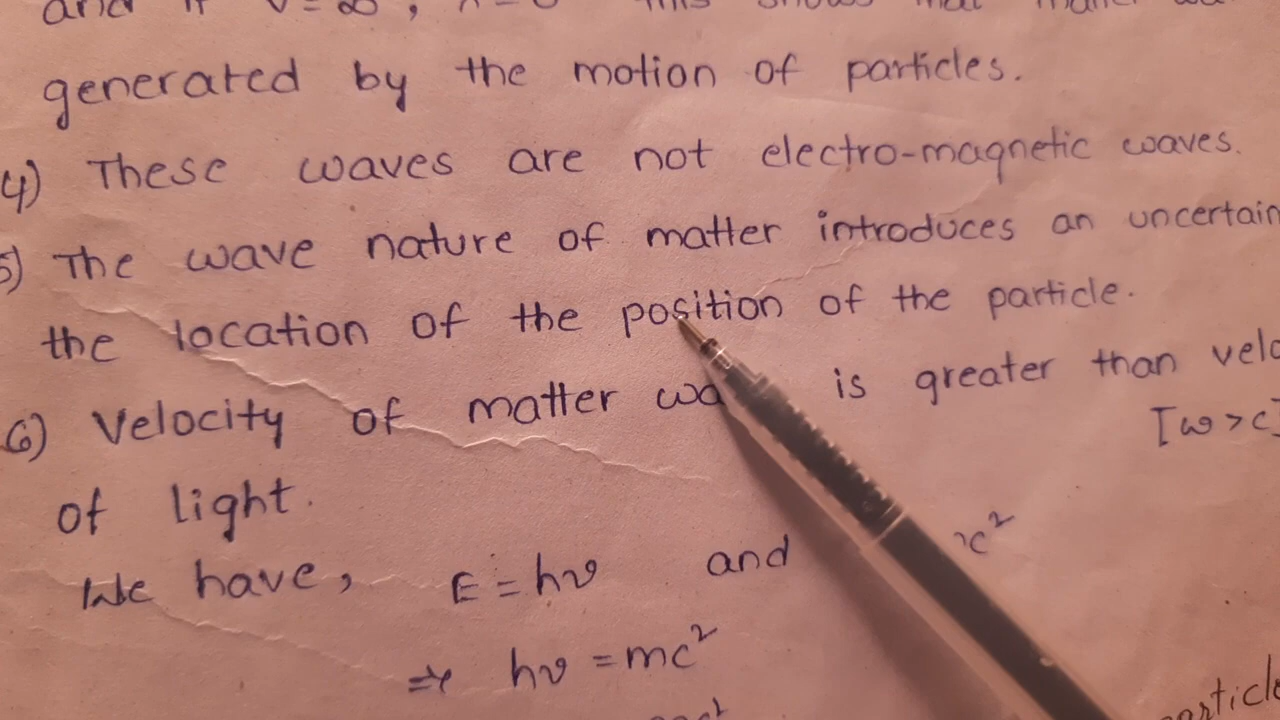 generated by the motion of particles.
4) These waves are not electro-magnetic waves.
5) The wave nature of matter introduces an uncertain
the location of the position of the particle.
6) Velocity of matter wa is greater than velo
[ω > c]
of light.
We have, E = hν and c²
⇒ hν = mc²